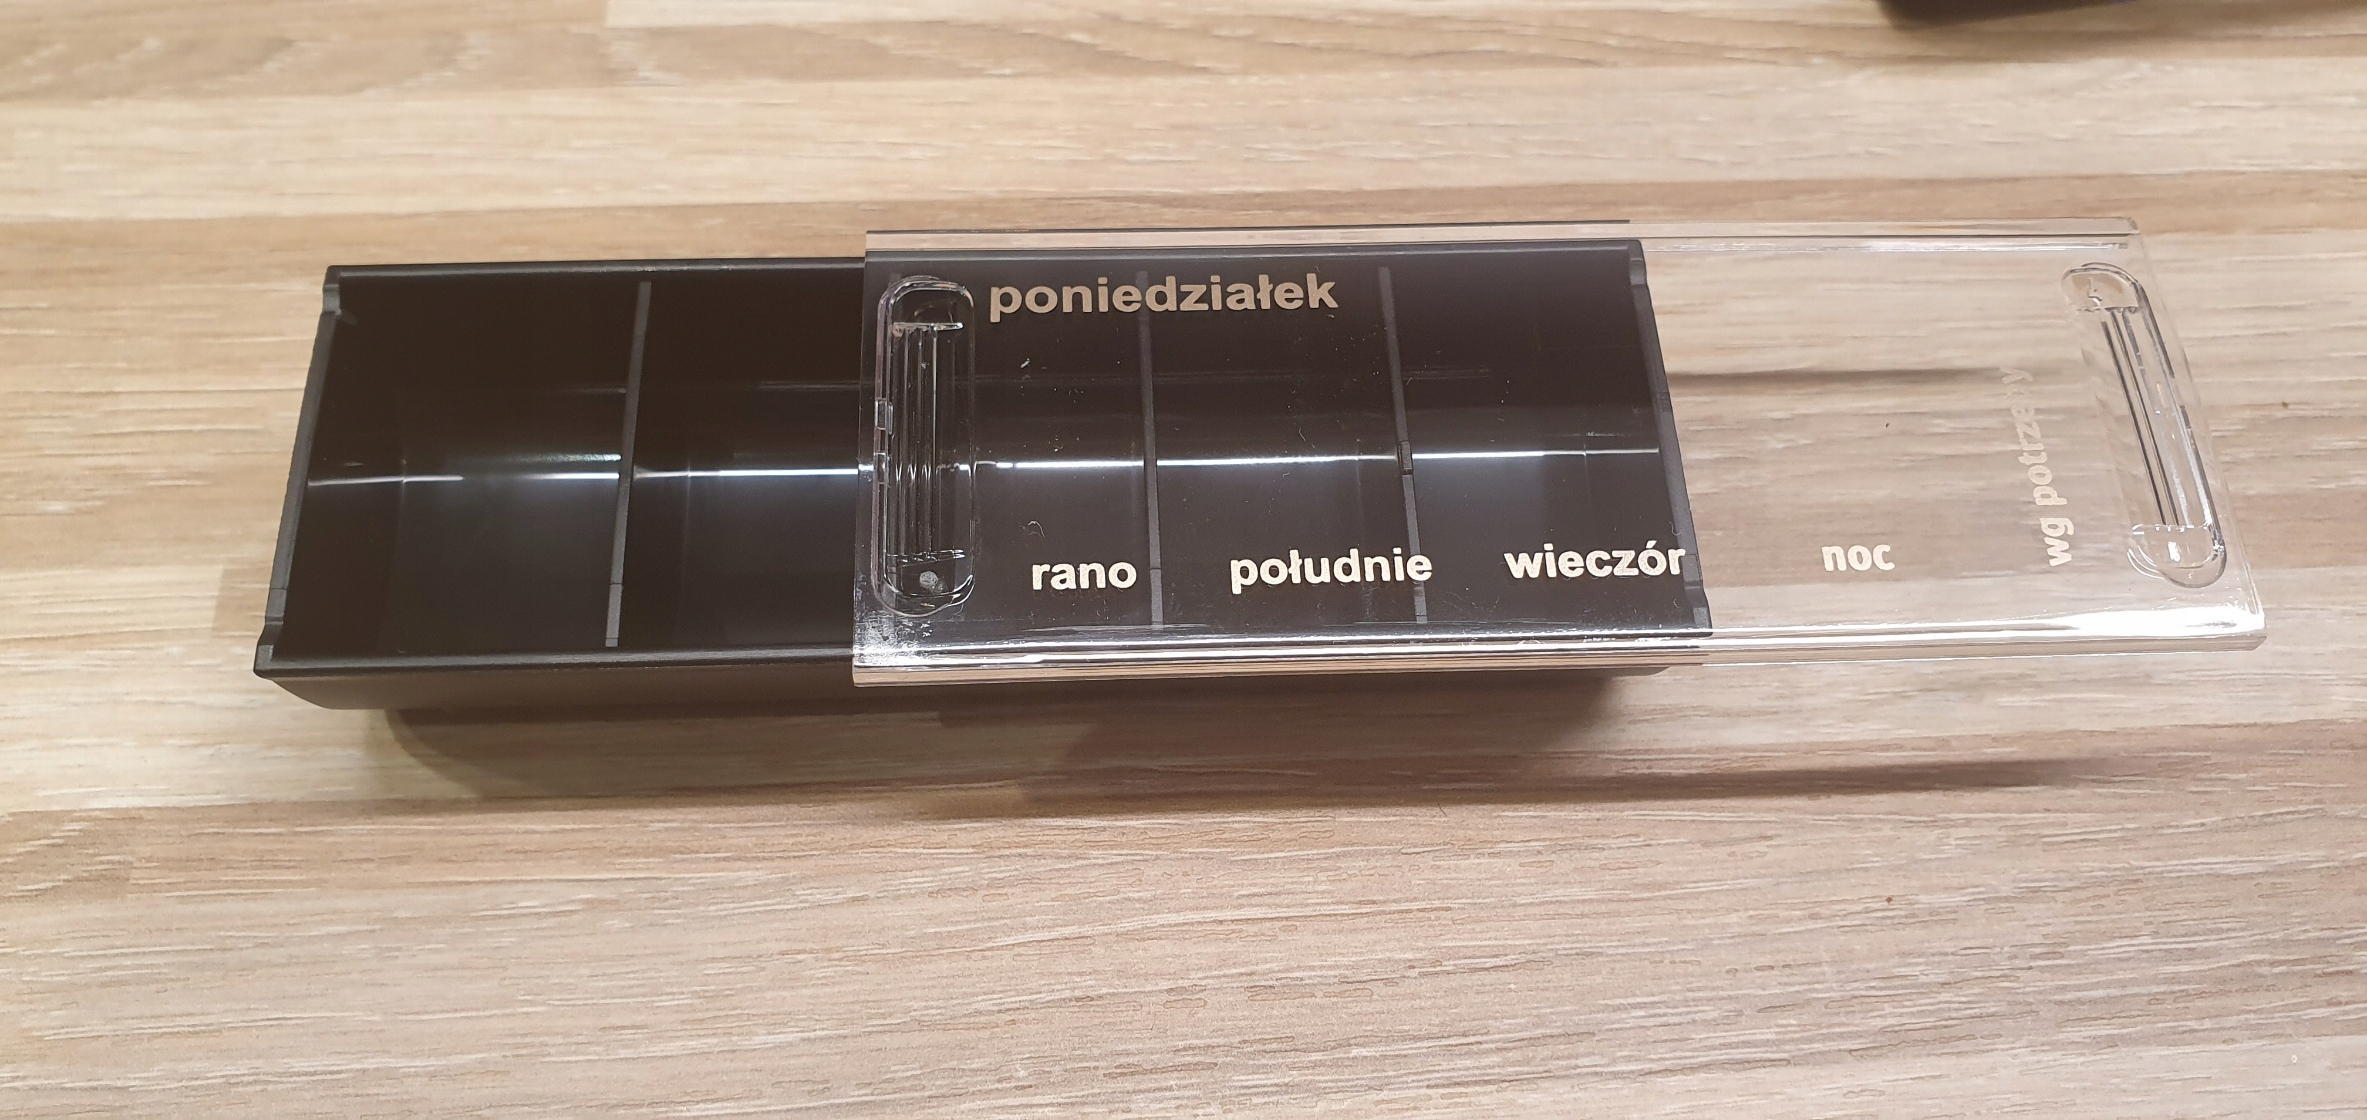 poniedziałek
rano południe wieczór noc
wg potrzeby